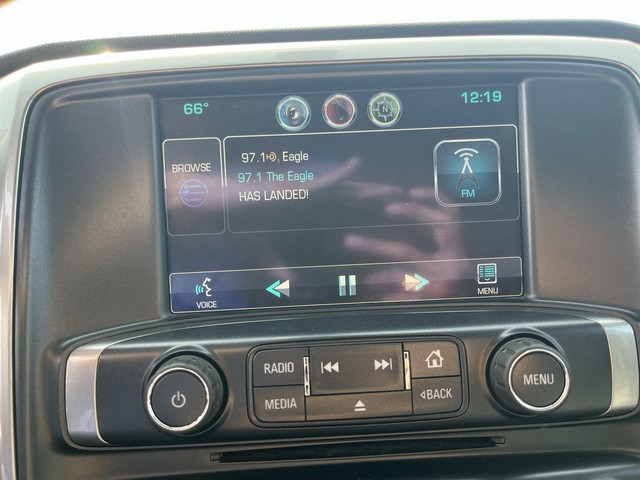 66°
N
12:19
BROWSE
97.1 Eagle
97.1 The Eagle
HAS LANDED!
FM
VOICE
MENU
RADIO
MEDIA
BACK
MENU